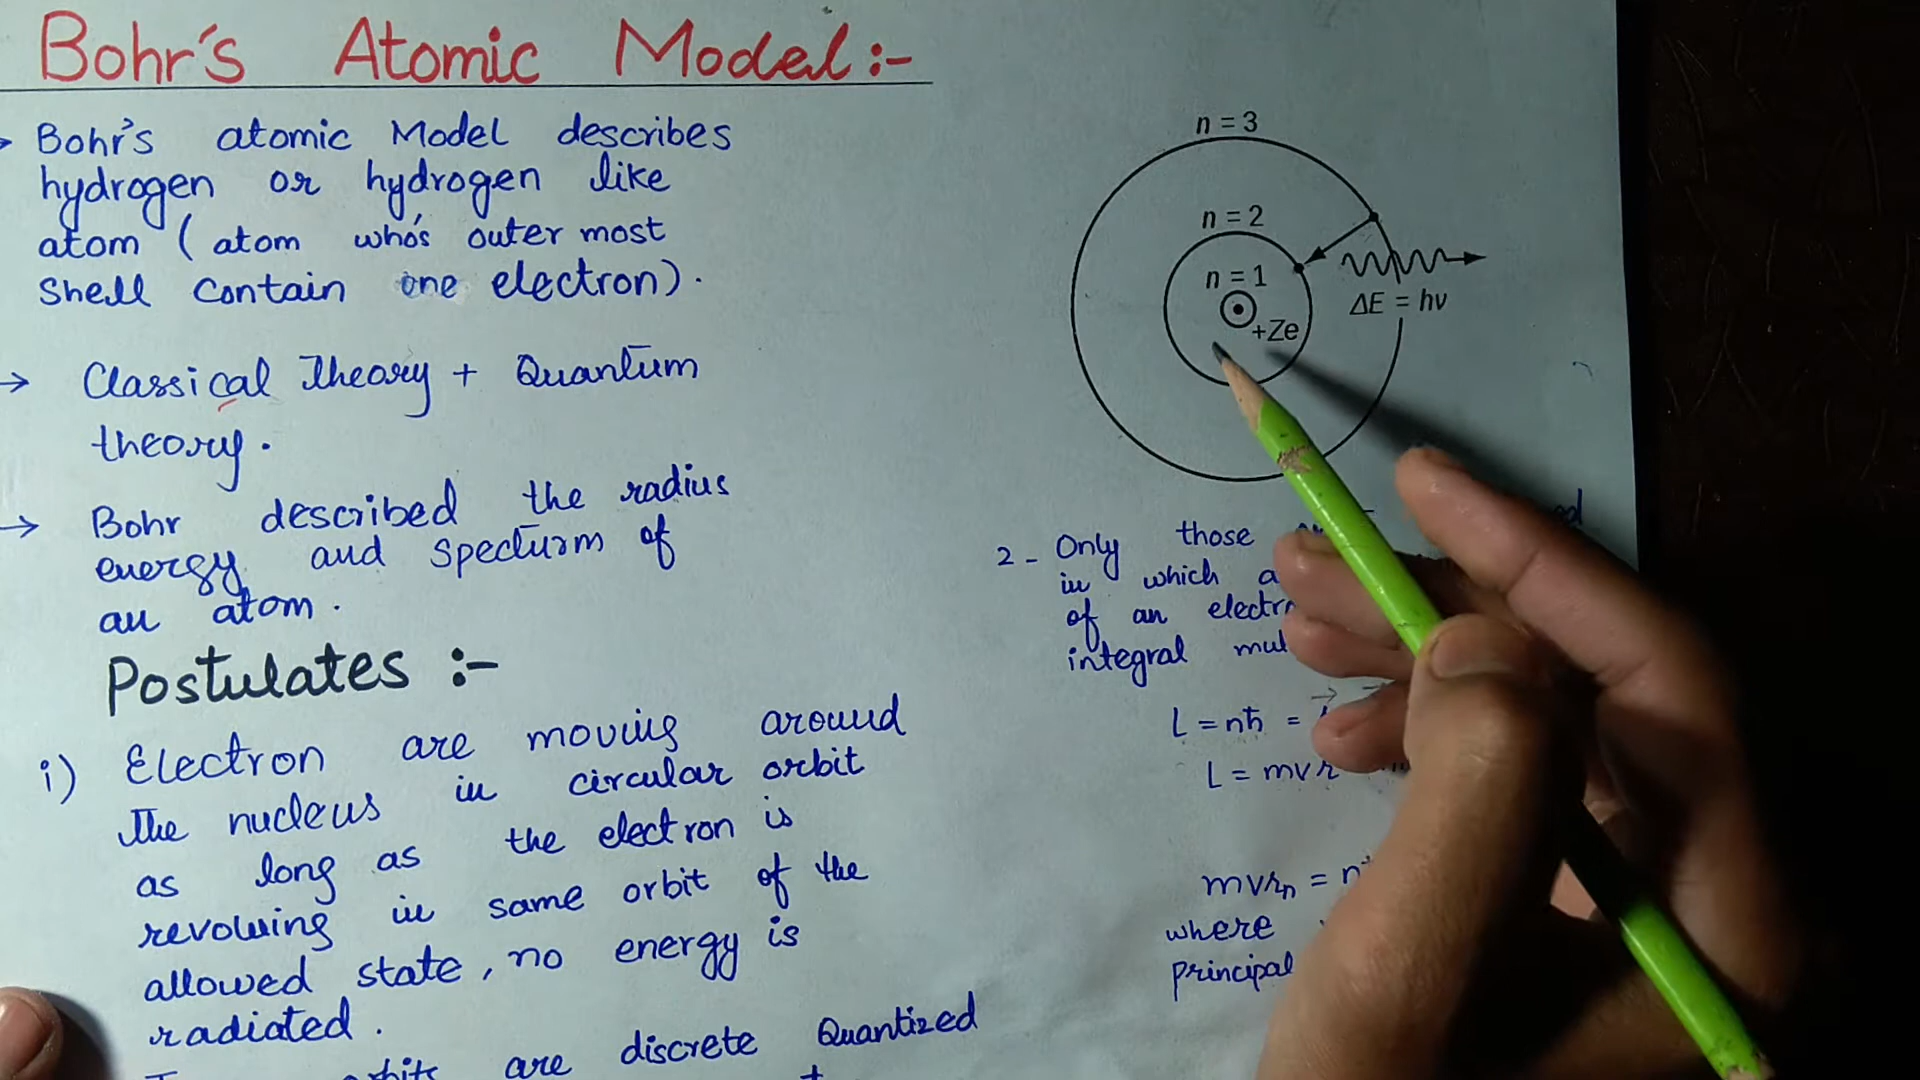 Bohr's Atomic Model :-
→ Bohr's atomic Model describes
hydrogen or hydrogen like
atom ( atom who's outer most
Shell contain one electron).
→ Classical Theory + Quantum
theory.
→ Bohr described the radius
energy and specturm of
an atom.
Postulates :-
i) Electron are moving around
The nucleus in circular orbit
as long as the electron is
revolving in same orbit of the
allowed state, no energy is
radiated.
are discrete Quantized
n = 3
n = 2
n = 1
+Ze
ΔE = hν
2 - Only those
in which
of an
integral
L = nħ =
L = mvr
mvrₙ =
where
principal